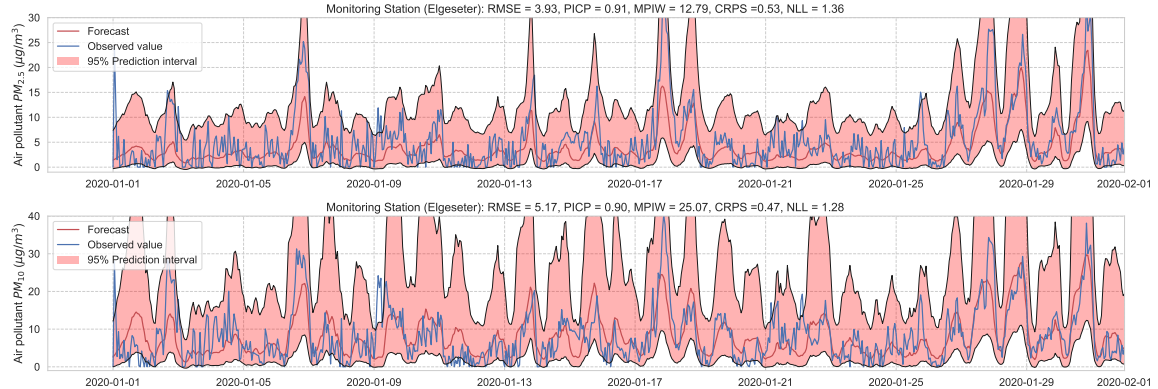 Monitoring Station (Elgeseter): RMSE = 3.93, PICP = 0.91, MPIW = 12.79, CRPS =0.53, NLL = 1.36
Air pollutant PM2.5 (μg/m³)
30
25
20
15
10
5
0
Forecast
Observed value
95% Prediction interval
2020-01-01 2020-01-05 2020-01-09 2020-01-13 2020-01-17 2020-01-21 2020-01-25 2020-01-29 2020-02-01
Monitoring Station (Elgeseter): RMSE = 5.17, PICP = 0.90, MPIW = 25.07, CRPS =0.47, NLL = 1.28
Air pollutant PM10 (μg/m³)
40
30
20
10
0
Forecast
Observed value
95% Prediction interval
2020-01-01 2020-01-05 2020-01-09 2020-01-13 2020-01-17 2020-01-21 2020-01-25 2020-01-29 2020-02-01